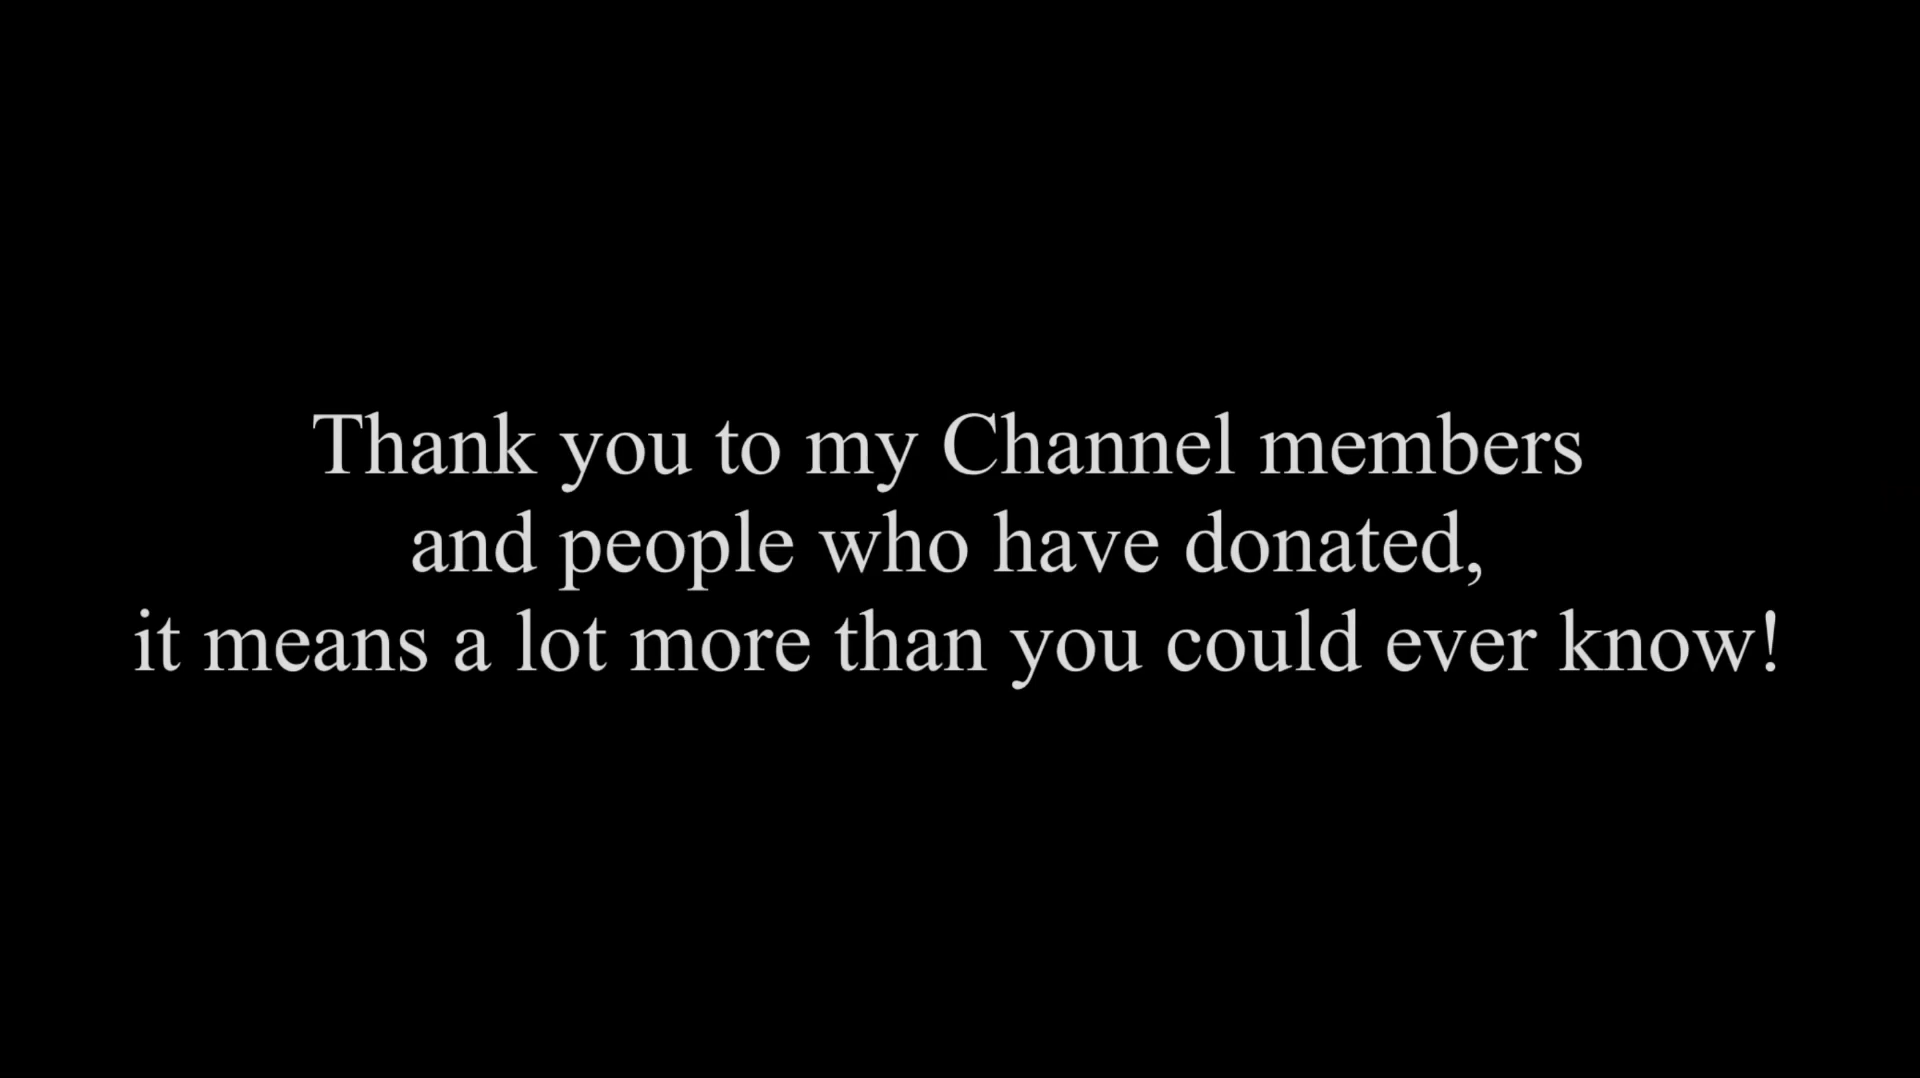 Thank you to my Channel members
and people who have donated,
it means a lot more than you could ever know!